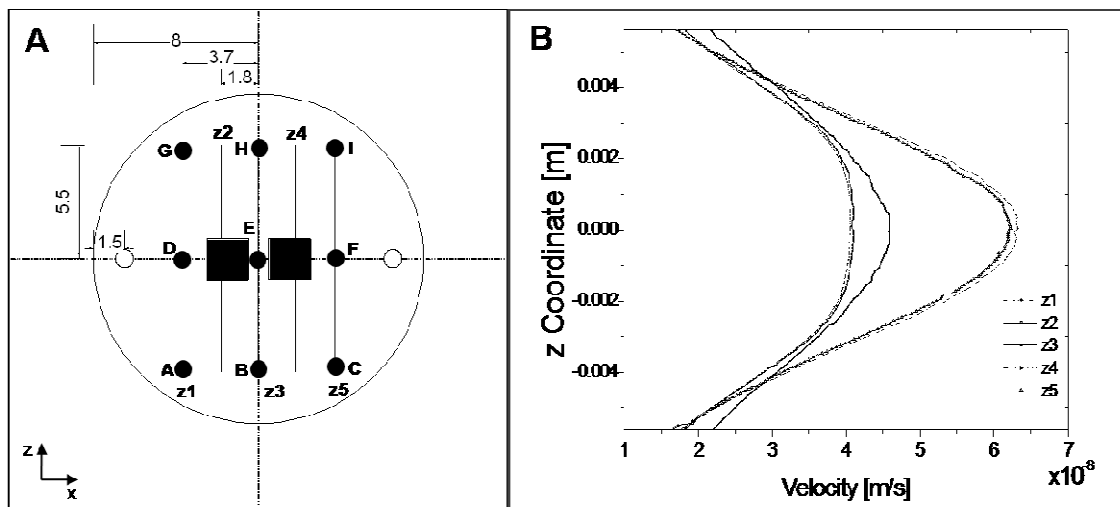 A
8
3.7
1.8
G z2 H z4 I
5.5
1.5
D E F
A B C
z1 z3 z5
z
x
B
z Coordinate [m]
0.004
0.002
0.000
-0.002
-0.004
z1
z2
z3
z4
z5
1 2 3 4 5 6 7
x10⁻⁸
Velocity [m/s]